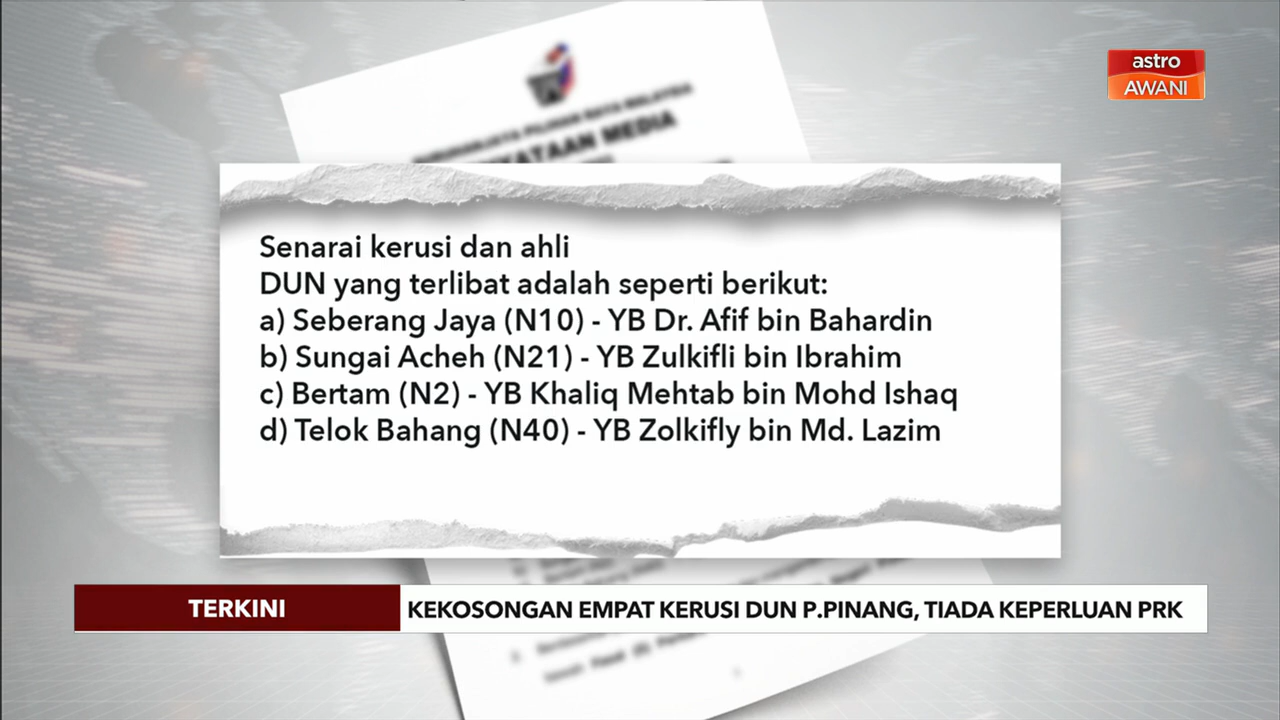 astro
AWANI
KATAAN MEDIA
Senarai kerusi dan ahli
DUN yang terlibat adalah seperti berikut:
a) Seberang Jaya (N10) - YB Dr. Afif bin Bahardin
b) Sungai Acheh (N21) - YB Zulkifli bin Ibrahim
c) Bertam (N2) - YB Khaliq Mehtab bin Mohd Ishaq
d) Telok Bahang (N40) - YB Zolkifly bin Md. Lazim
TERKINI
KEKOSONGAN EMPAT KERUSI DUN P.PINANG, TIADA KEPERLUAN PRK